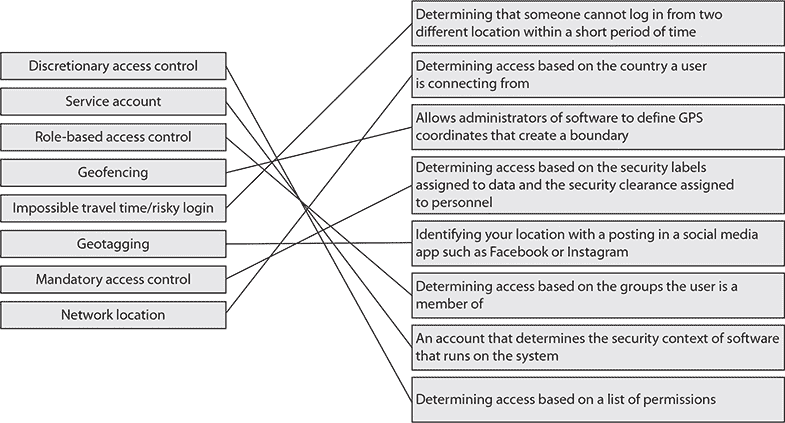 Discretionary access control
Service account
Role-based access control
Geofencing
Impossible travel time/risky login
Geotagging
Mandatory access control
Network location
Determining that someone cannot log in from two
different location within a short period of time
Determining access based on the country a user
is connecting from
Allows administrators of software to define GPS
coordinates that create a boundary
Determining access based on the security labels
assigned to data and the security clearance assigned
to personnel
Identifying your location with a posting in a social media
app such as Facebook or Instagram
Determining access based on the groups the user is a
member of
An account that determines the security context of software
that runs on the system
Determining access based on a list of permissions